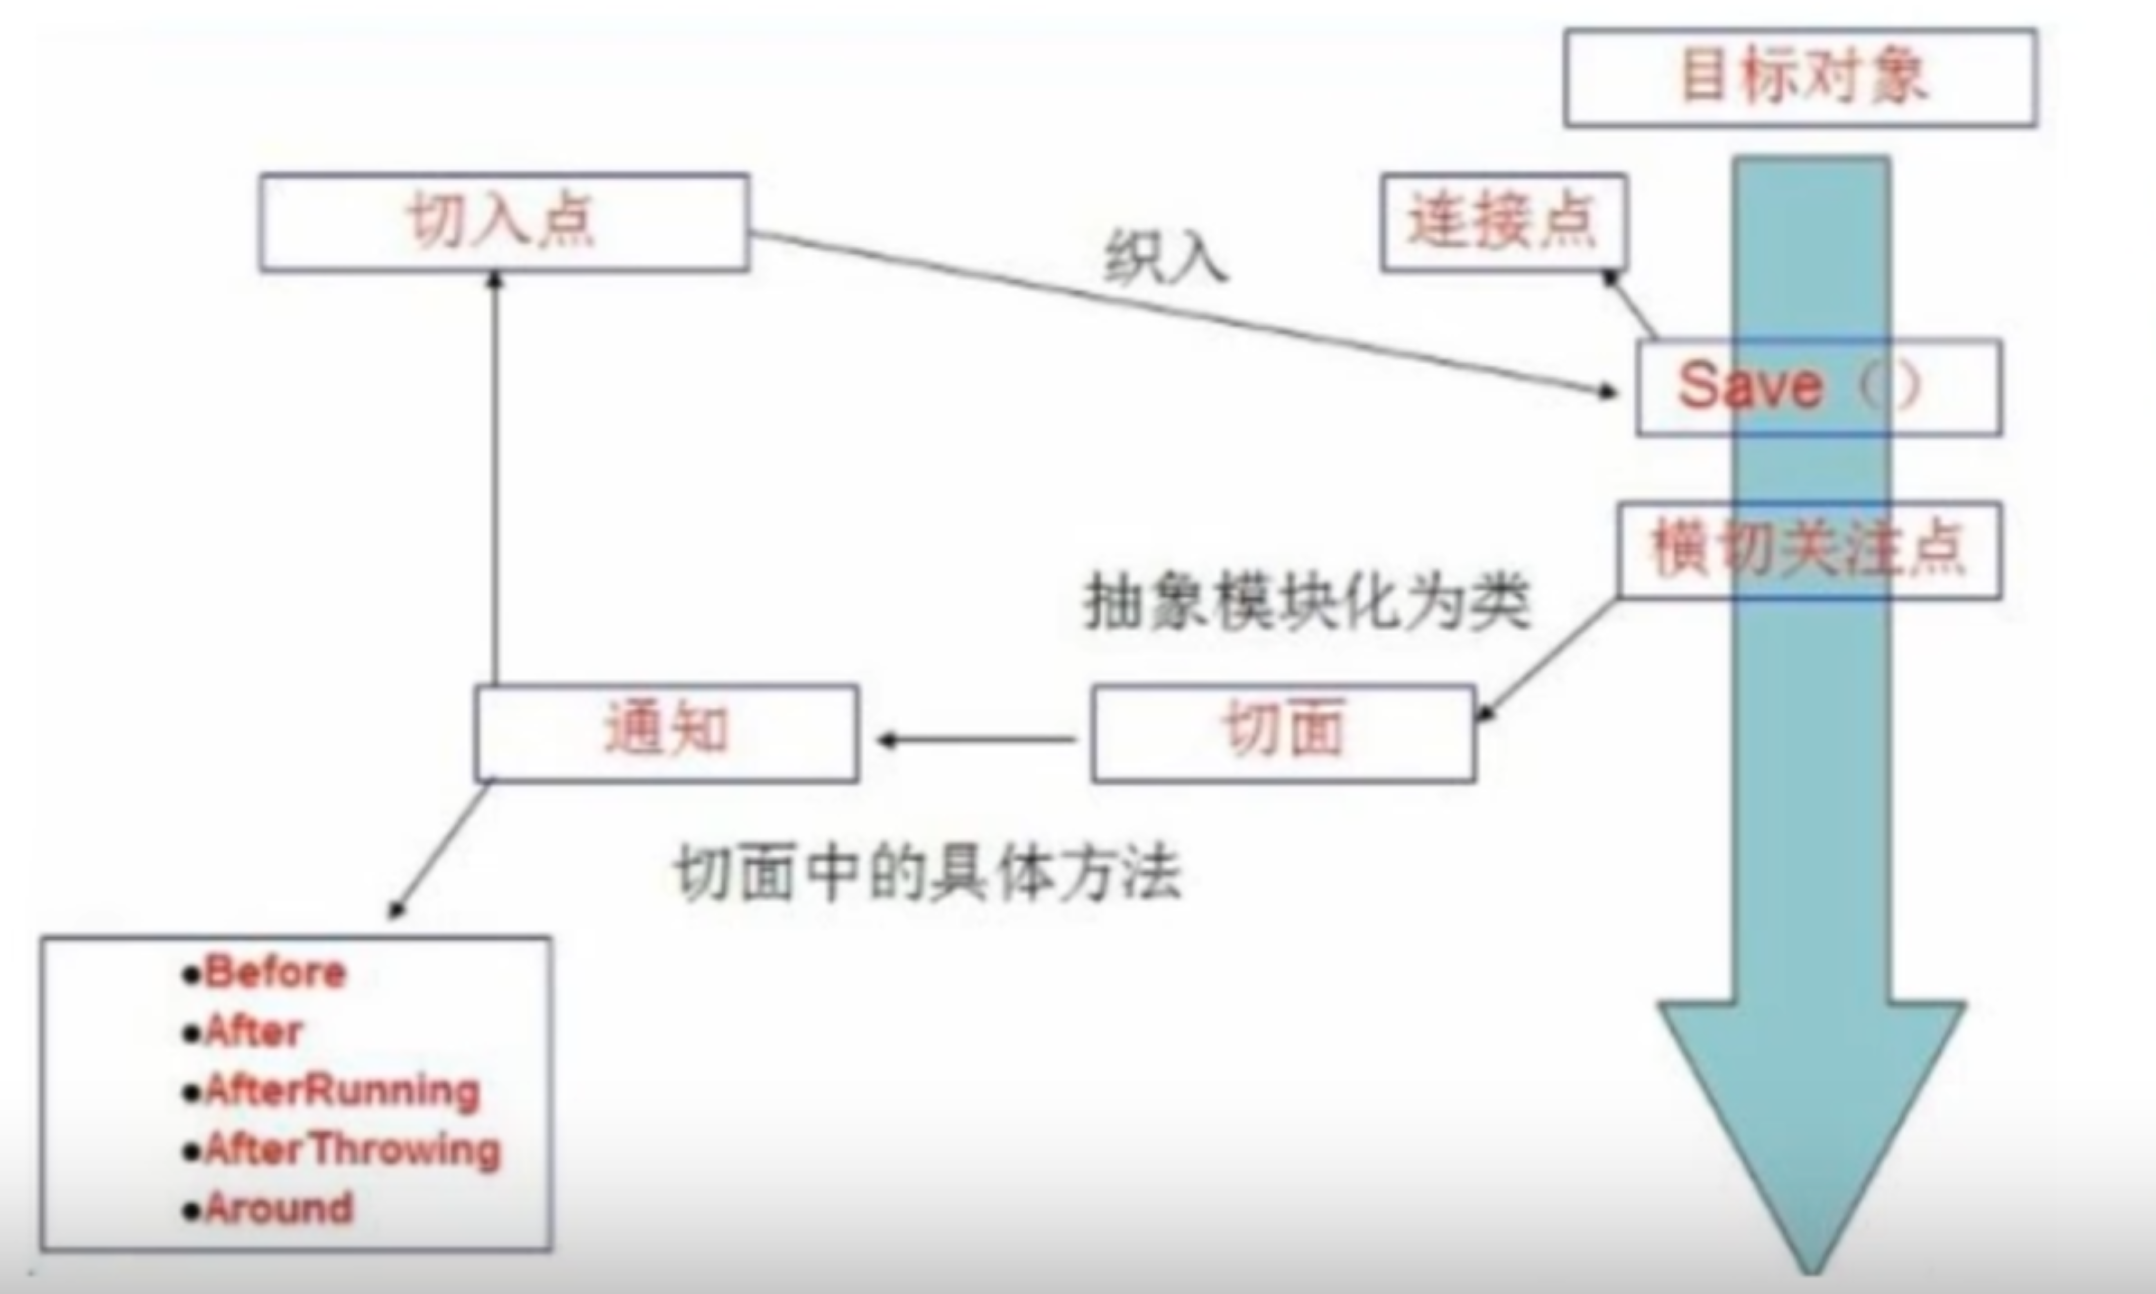 目标对象
切入点
织入
连接点
Save（）
横切关注点
抽象模块化为类
通知
切面
切面中的具体方法
●Before
●After
●AfterRunning
●AfterThrowing
●Around